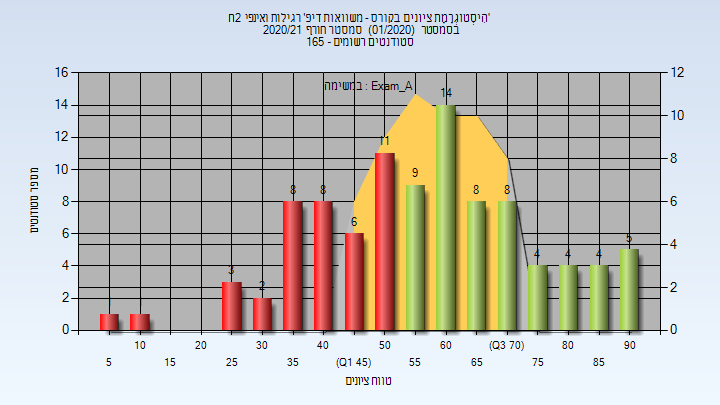 הִיסְטוֹגְרָמַת ציונים בקורס - משוואות דיפ' רגילות ואינפי 2ח'
בסמסטר (01/2020) סמסטר חורף 2020/21
סטודנטים רשומים - 165
במשימה : Exam_A
16 14 12 10 8 6 4 2 0
מספר סטודנטים
12 10 8 6 4 2 0
1 1 3 2 8 8 6 11 9 14 8 8 4 4 4 5
10 20 30 40 50 60 (Q3 70) 80 90
5 15 25 35 (Q1 45) 55 65 75 85
טווח ציונים